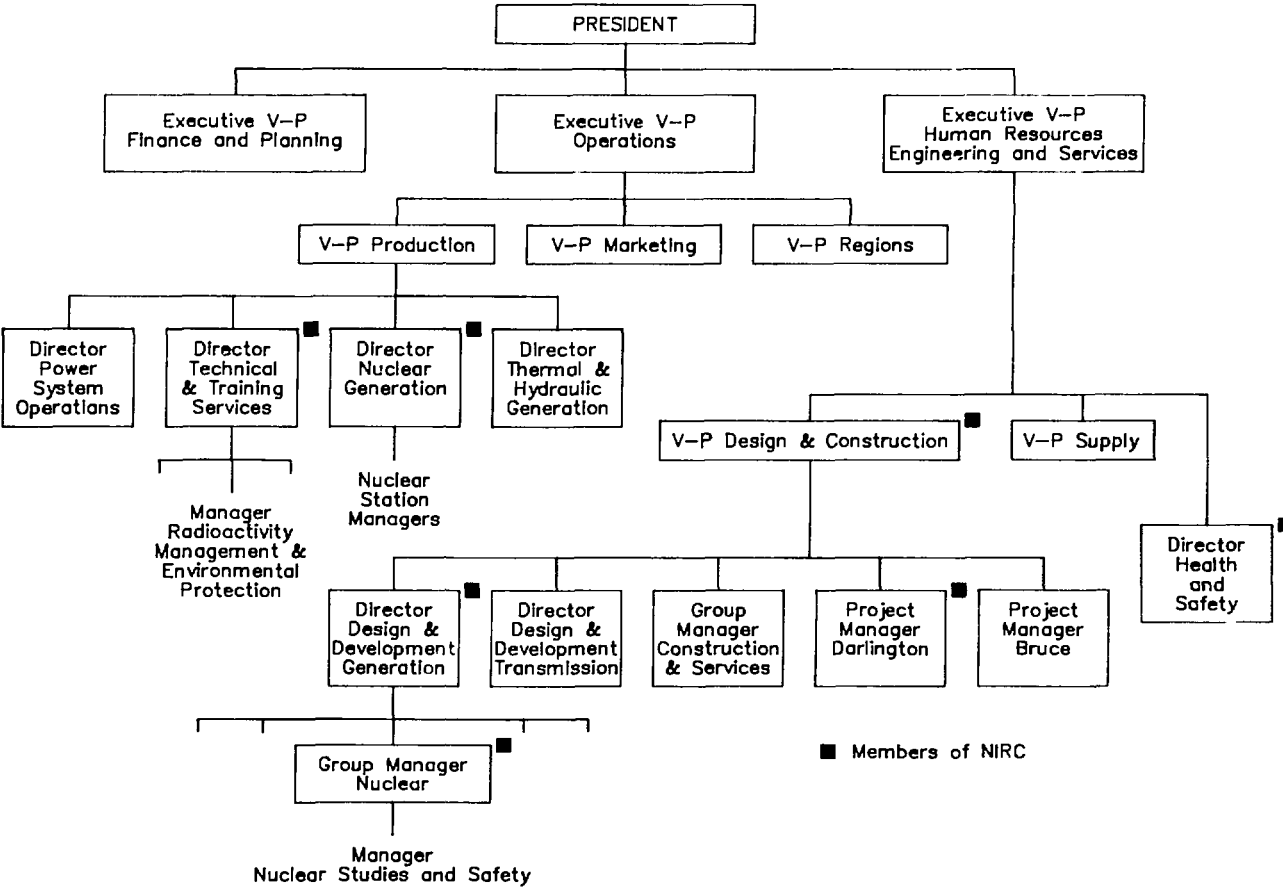 PRESIDENT
Executive V-P
Finance and Planning
Executive V-P
Operations
Executive V-P
Human Resources
Engineering and Services
V-P Production
V-P Marketing
V-P Regions
Director
Power
System
Operatians
Director
Technical
& Training
Services
Director
Nuclear
Generation
Director
Thermal &
Hydraulic
Generation
V-P Design & Construction
V-P Supply
Nuclear
Station
Managers
Manager
Radioactivity
Management &
Environmental
Protection
Director
Health
and
Safety
Director
Design &
Development
Generation
Director
Design &
Development
Transmission
Group
Manager
Construction
& Services
Project
Manager
Darlington
Project
Manager
Bruce
Group Manager
Nuclear
■ Members of NIRC
Manager
Nuclear Studies and Safety